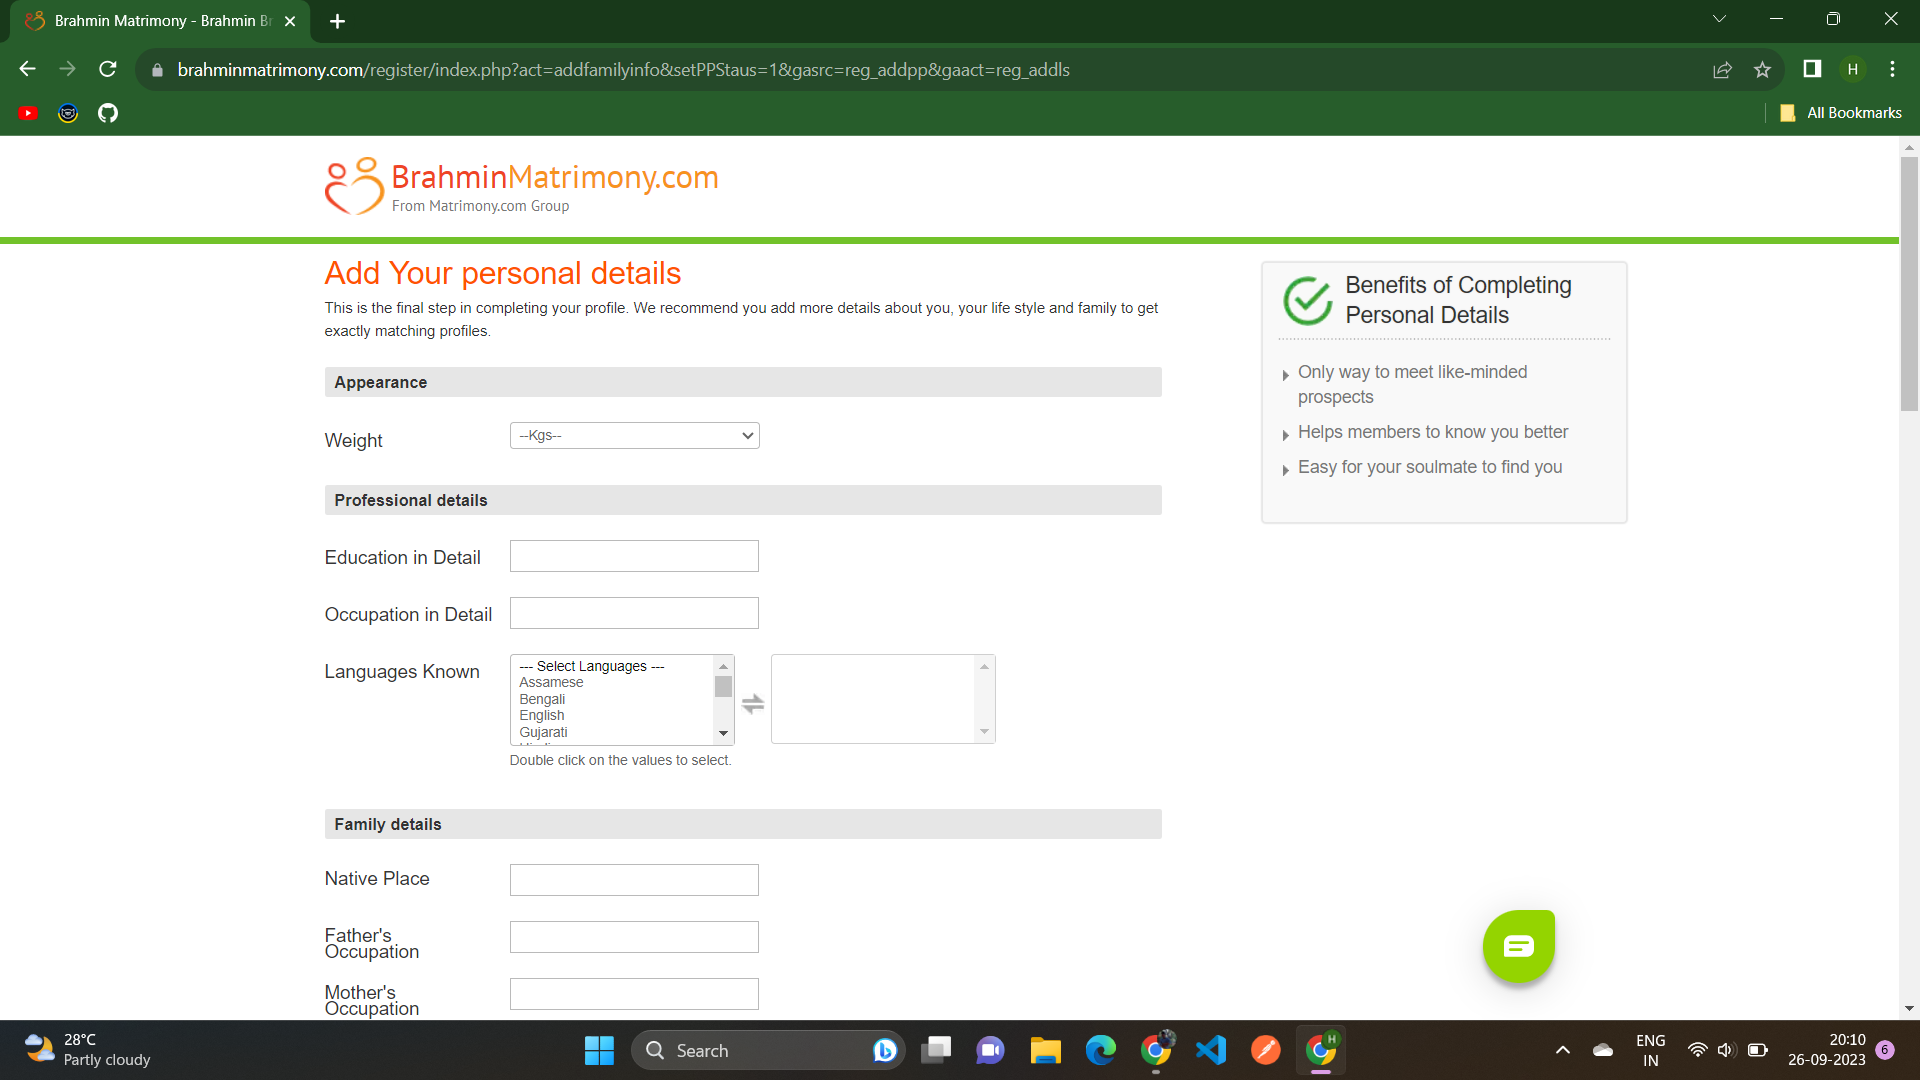 Brahmin Matrimony - Brahmin Br
brahminmatrimony.com/register/index.php?act=addfamilyinfo&setPPStaus=1&gasrc=reg_addpp&gaact=reg_addls
H
All Bookmarks
BrahminMatrimony.com
From Matrimony.com Group
Add Your personal details
This is the final step in completing your profile. We recommend you add more details about you, your life style and family to get
exactly matching profiles.
Appearance
Weight
--Kgs--
Professional details
Education in Detail
Occupation in Detail
Languages Known
--- Select Languages ---
Assamese
Bengali
English
Gujarati
Double click on the values to select.
Family details
Native Place
Father's
Occupation
Mother's
Occupation
Benefits of Completing
Personal Details
Only way to meet like-minded
prospects
Helps members to know you better
Easy for your soulmate to find you
28°C
Partly cloudy
Search
H
ENG
IN
20:10
26-09-2023
6